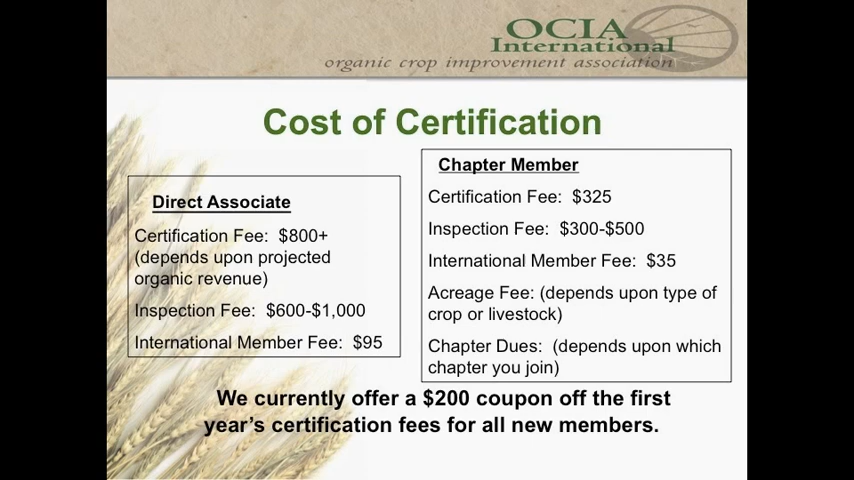 OCIA
International
organic crop improvement association
Cost of Certification
Direct Associate
Certification Fee: $800+
(depends upon projected
organic revenue)
Inspection Fee: $600-$1,000
International Member Fee: $95
Chapter Member
Certification Fee: $325
Inspection Fee: $300-$500
International Member Fee: $35
Acreage Fee: (depends upon type of
crop or livestock)
Chapter Dues: (depends upon which
chapter you join)
We currently offer a $200 coupon off the first
year's certification fees for all new members.